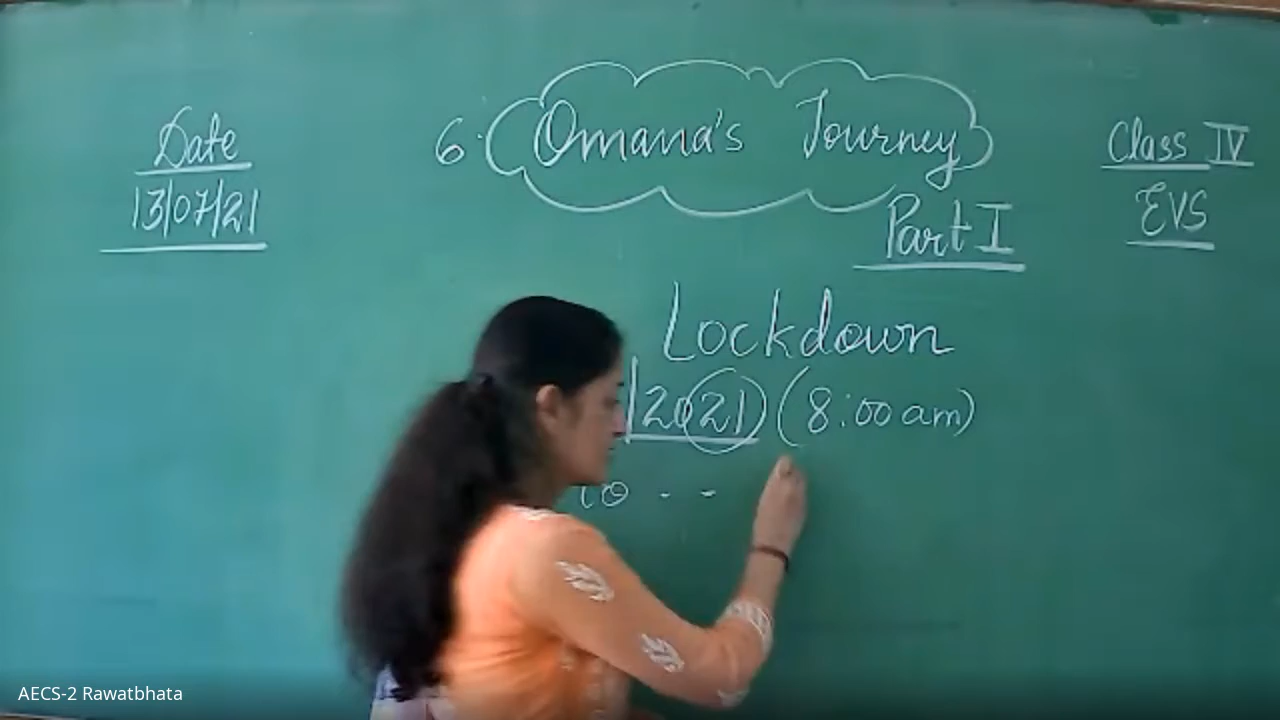 Date
13/07/21
6. Omana's Journey
Part I
Class IV
EVS
Lockdown
2021) (8:00 am)
to - -
AECS-2 Rawatbhata